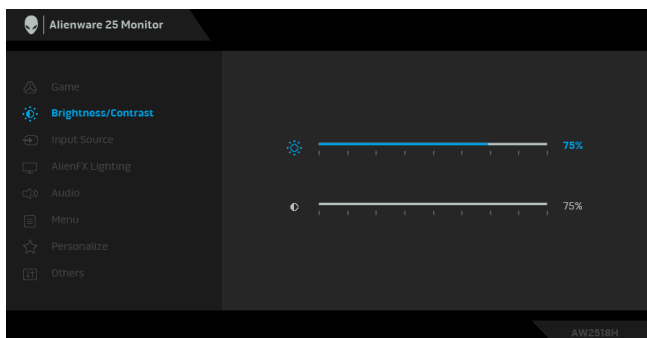 Alienware 25 Monitor
Game
Brightness/Contrast
Input Source
AlienFX Lighting
Audio
Menu
Personalize
Others
75%
75%
AW2518H